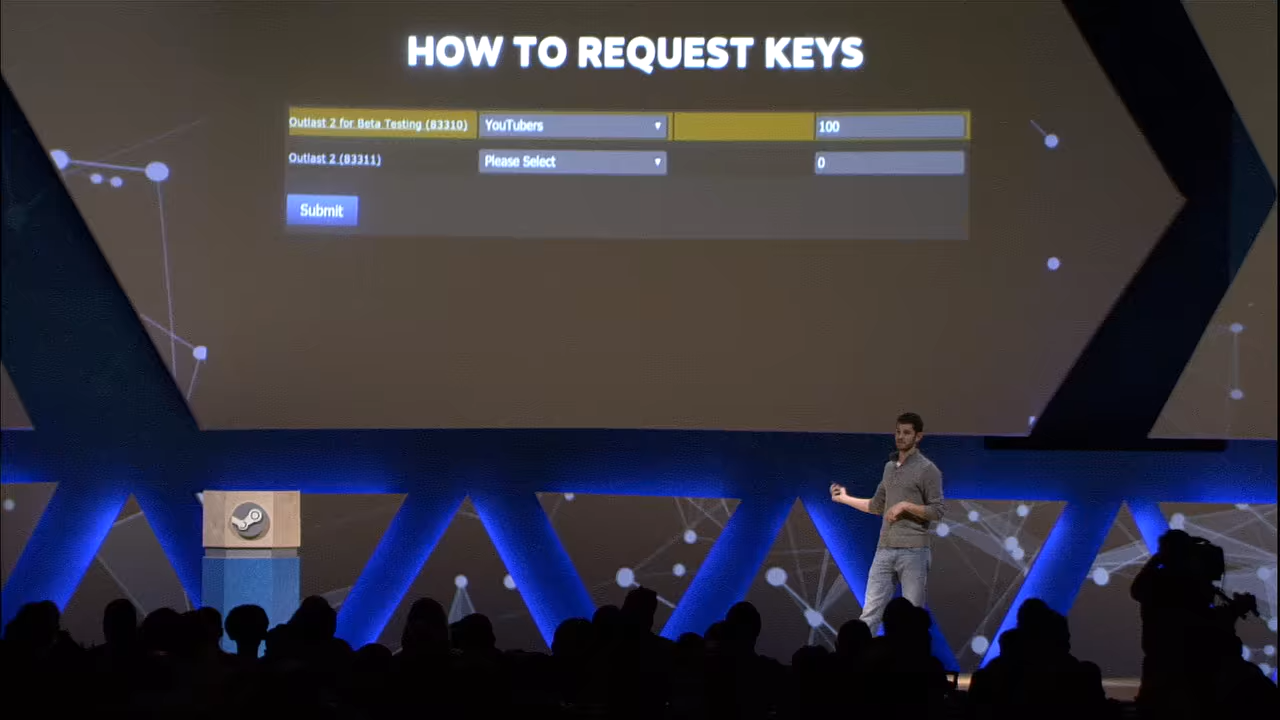 HOW TO REQUEST KEYS
Outlast 2 for Beta Testing (83310) YouTubers 100
Outlast 2 (83311) Please Select 0
Submit